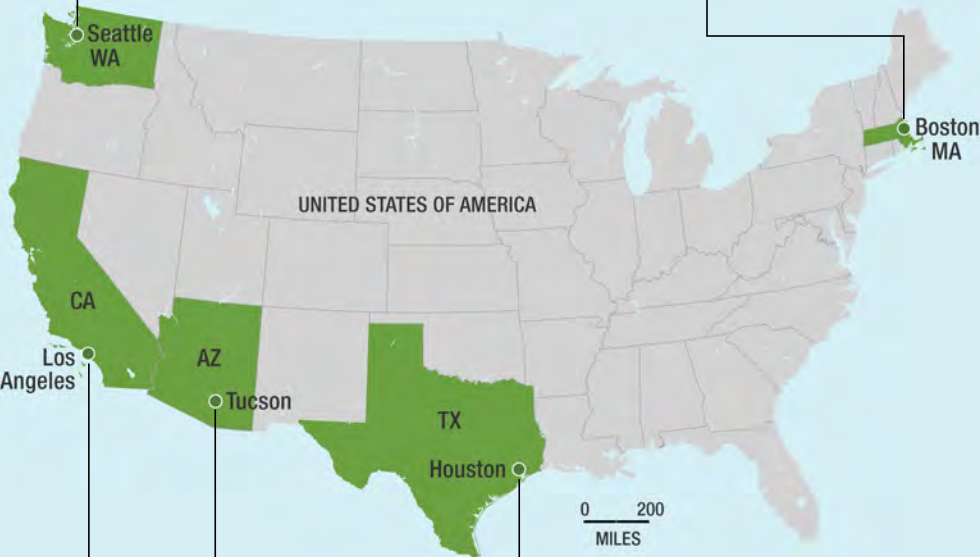 Seattle
WA
Boston
MA
UNITED STATES OF AMERICA
CA
Los
Angeles
AZ
Tucson
TX
Houston
0 200
MILES